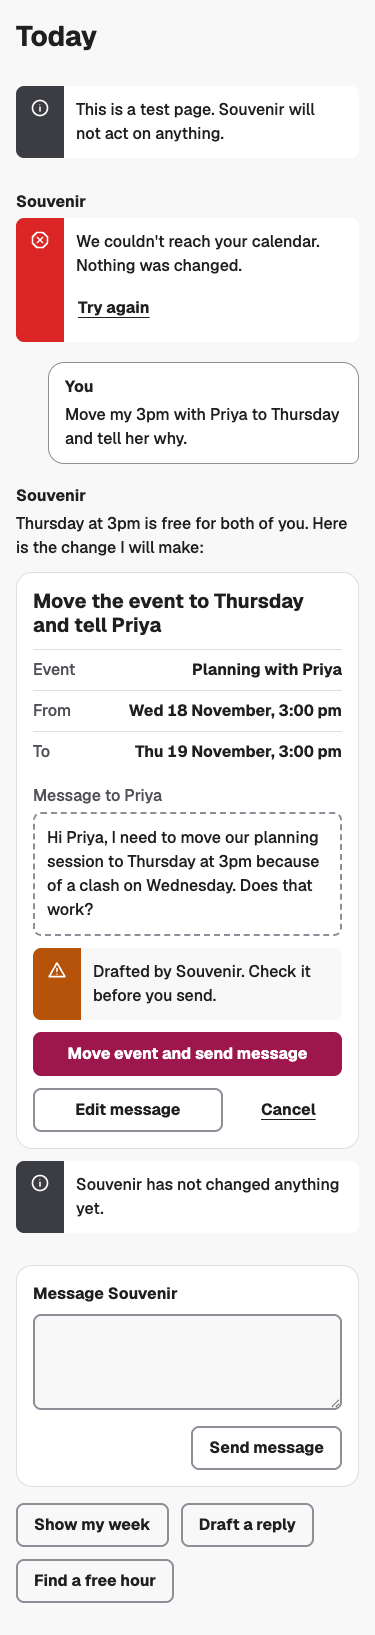 Today
This is a test page. Souvenir will
not act on anything.
Souvenir
We couldn't reach your calendar.
Nothing was changed.
Try again
You
Move my 3pm with Priya to Thursday
and tell her why.
Souvenir
Thursday at 3pm is free for both of you. Here
is the change I will make:
Move the event to Thursday
and tell Priya
Event Planning with Priya
From Wed 18 November, 3:00 pm
To Thu 19 November, 3:00 pm
Message to Priya
Hi Priya, I need to move our planning
session to Thursday at 3pm because
of a clash on Wednesday. Does that
work?
Drafted by Souvenir. Check it
before you send.
Move event and send message
Edit message Cancel
Souvenir has not changed anything
yet.
Message Souvenir
Send message
Show my week Draft a reply
Find a free hour